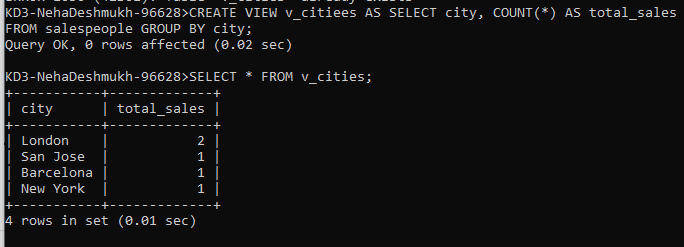 KD3-NehaDeshmukh-96628>CREATE VIEW v_citiees AS SELECT city, COUNT(*) AS total_sales
FROM salespeople GROUP BY city;
Query OK, 0 rows affected (0.02 sec)
KD3-NehaDeshmukh-96628>SELECT * FROM v_cities;
+-----------+-------------+
| city      | total_sales |
+-----------+-------------+
| London    |           2 |
| San Jose  |           1 |
| Barcelona |           1 |
| New York  |           1 |
+-----------+-------------+
4 rows in set (0.01 sec)